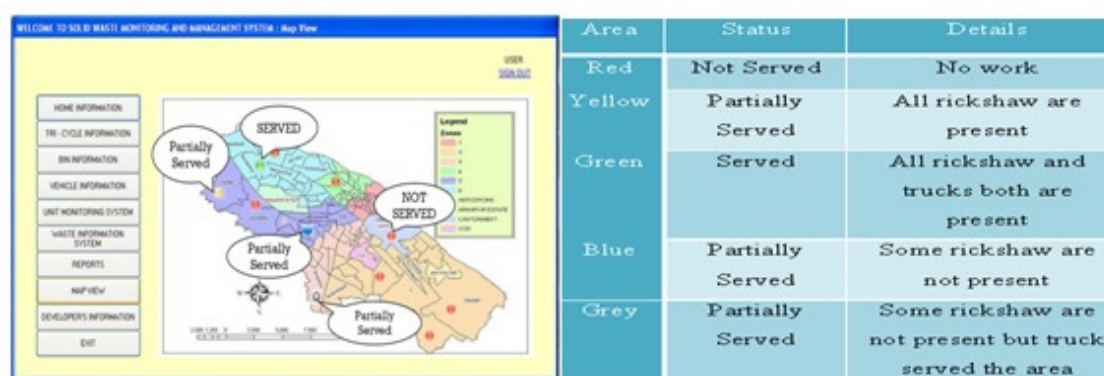 WELCOME TO SOLID WASTE MONITORING AND MANAGEMENT SYSTEM : Map View
USER
SIGN OUT
HOME INFORMATION
TRI - CYCLE INFORMATION
BIN INFORMATION
VEHICLE INFORMATION
UNIT MONITORING SYSTEM
WASTE INFORMATION
SYSTEM
REPORTS
MAP VIEW
DEVELOPER'S INFORMATION
EXIT
SERVED
Partially
Served
NOT
SERVED
Partially
Served
Partially
Served
Legend
Zones
Area Status Details
Red Not Served No work
Yellow Partially All rickshaw are
Served present
Green Served All rickshaw and
trucks both are
present
Blue Partially Some rickshaw are
Served not present
Grey Partially Some rickshaw are
Served not present but truck
served the area